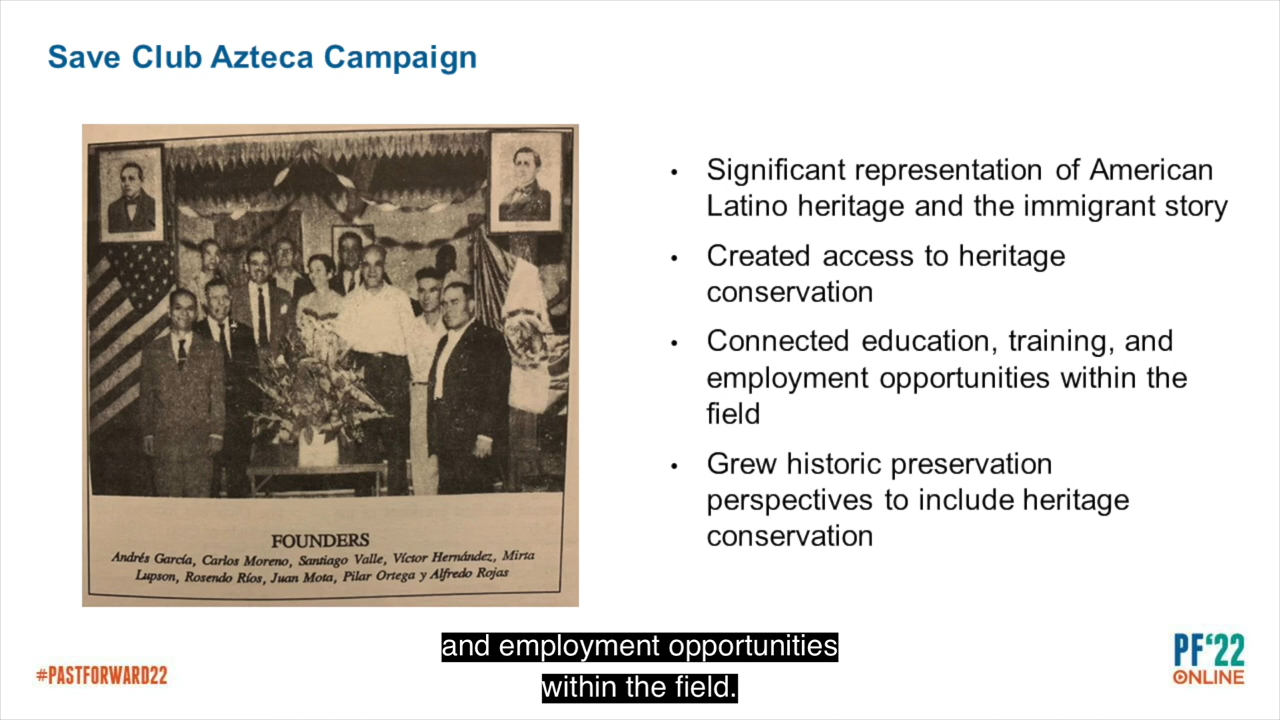 Save Club Azteca Campaign
FOUNDERS
Andrés García, Carlos Moreno, Santiago Valle, Víctor Hernández, Mirta
Lupson, Rosendo Ríos, Juan Mota, Pilar Ortega y Alfredo Rojas
• Significant representation of American
Latino heritage and the immigrant story
• Created access to heritage
conservation
• Connected education, training, and
employment opportunities within the
field
• Grew historic preservation
perspectives to include heritage
conservation
and employment opportunities
within the field.
#PASTFORWARD22
PF‘22
ONLINE